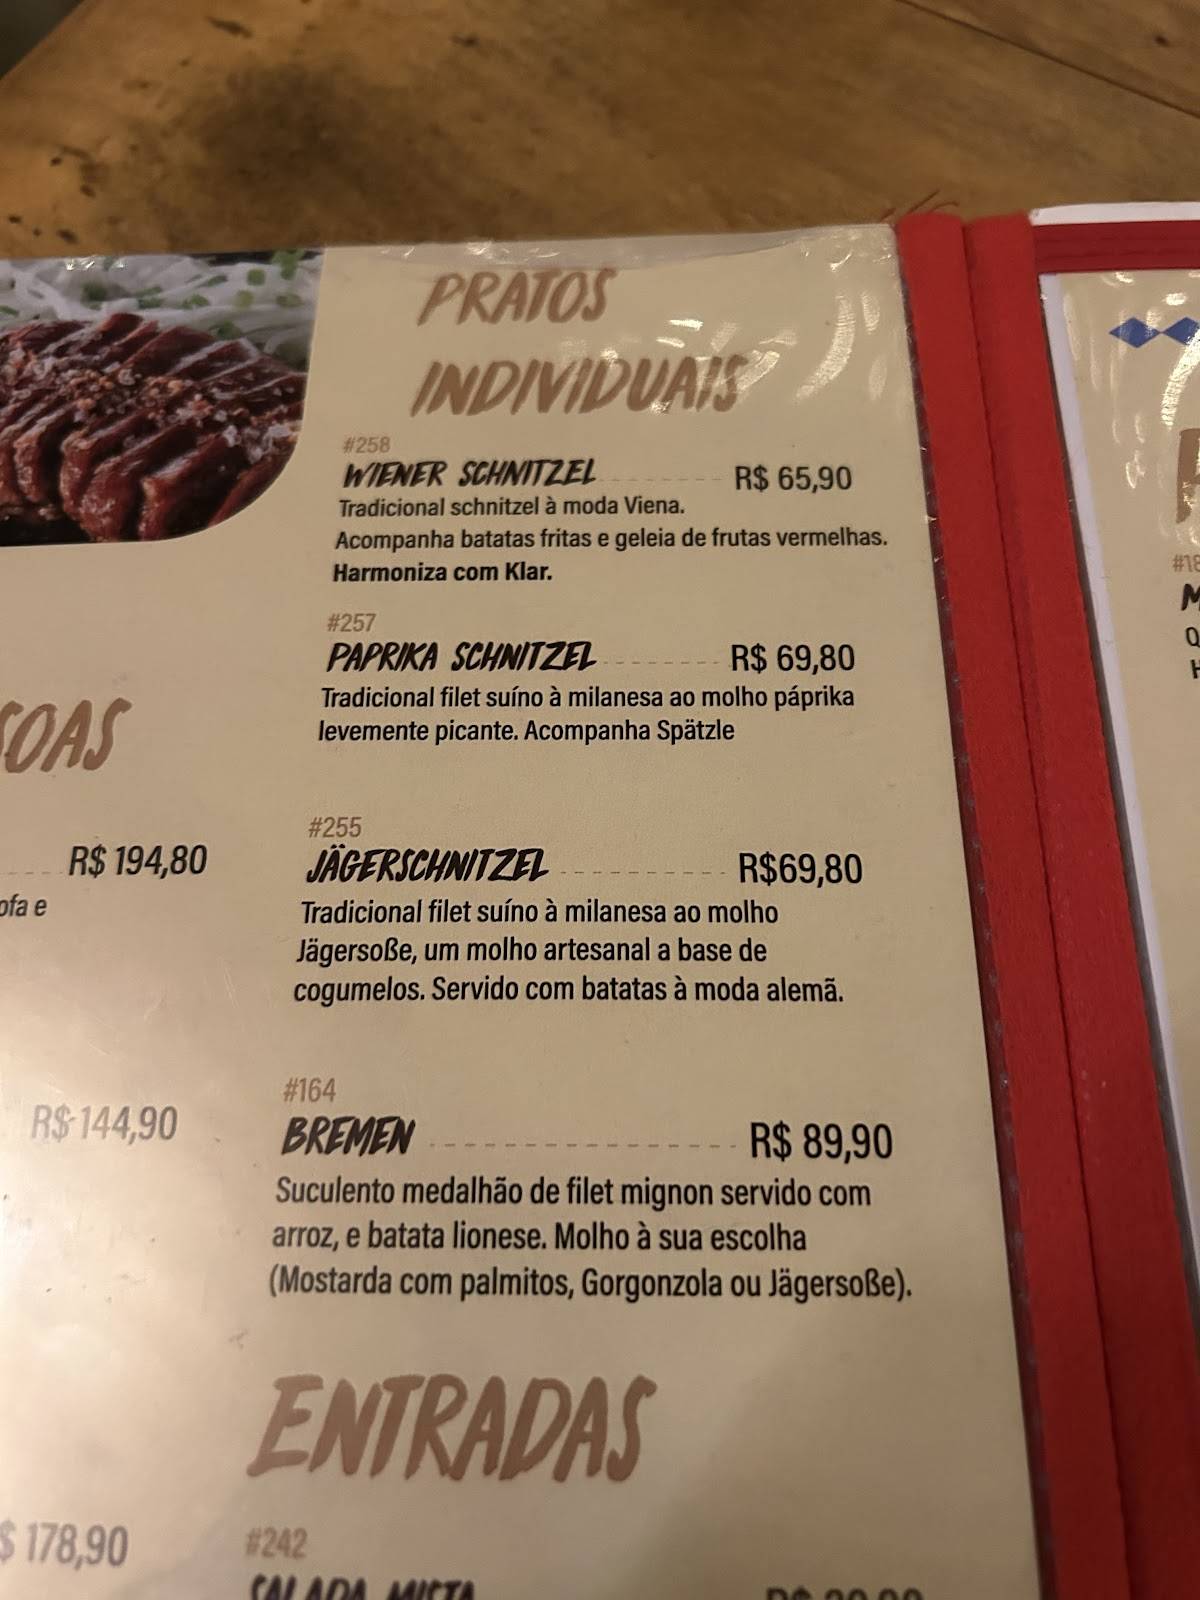 PRATOS
INDIVIDUAIS
#258
WIENER SCHNITZEL R$ 65,90
Tradicional schnitzel à moda Viena.
Acompanha batatas fritas e geleia de frutas vermelhas.
Harmoniza com Klar.
#257
PAPRIKA SCHNITZEL R$ 69,80
Tradicional filet suíno à milanesa ao molho páprika
levemente picante. Acompanha Spätzle
#255
JÄGERSCHNITZEL R$69,80
Tradicional filet suíno à milanesa ao molho
Jägersoße, um molho artesanal a base de
cogumelos. Servido com batatas à moda alemã.
#164
BREMEN R$ 89,90
Suculento medalhão de filet mignon servido com
arroz, e batata lionese. Molho à sua escolha
(Mostarda com palmitos, Gorgonzola ou Jägersoße).
ENTRADAS
#242
SALADA MISTA
SOAS
R$ 194,80
ofa e
R$ 144,90
$ 178,90
#18